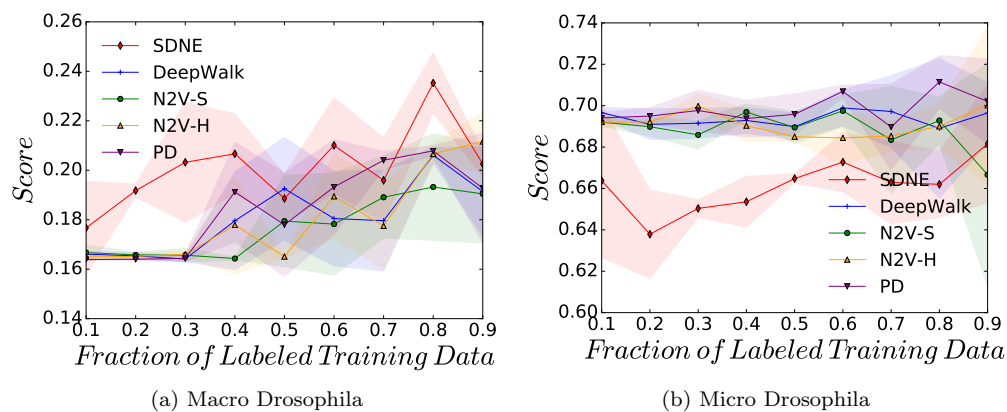 0.26
0.24
0.22
0.20
0.18
0.16
0.14
Score
SDNE
DeepWalk
N2V-S
N2V-H
PD
0.1 0.2 0.3 0.4 0.5 0.6 0.7 0.8 0.9
Fraction of Labeled Training Data
(a) Macro Drosophila
0.74
0.72
0.70
0.68
0.66
0.64
0.62
0.60
Score
SDNE
DeepWalk
N2V-S
N2V-H
PD
0.1 0.2 0.3 0.4 0.5 0.6 0.7 0.8 0.9
Fraction of Labeled Training Data
(b) Micro Drosophila